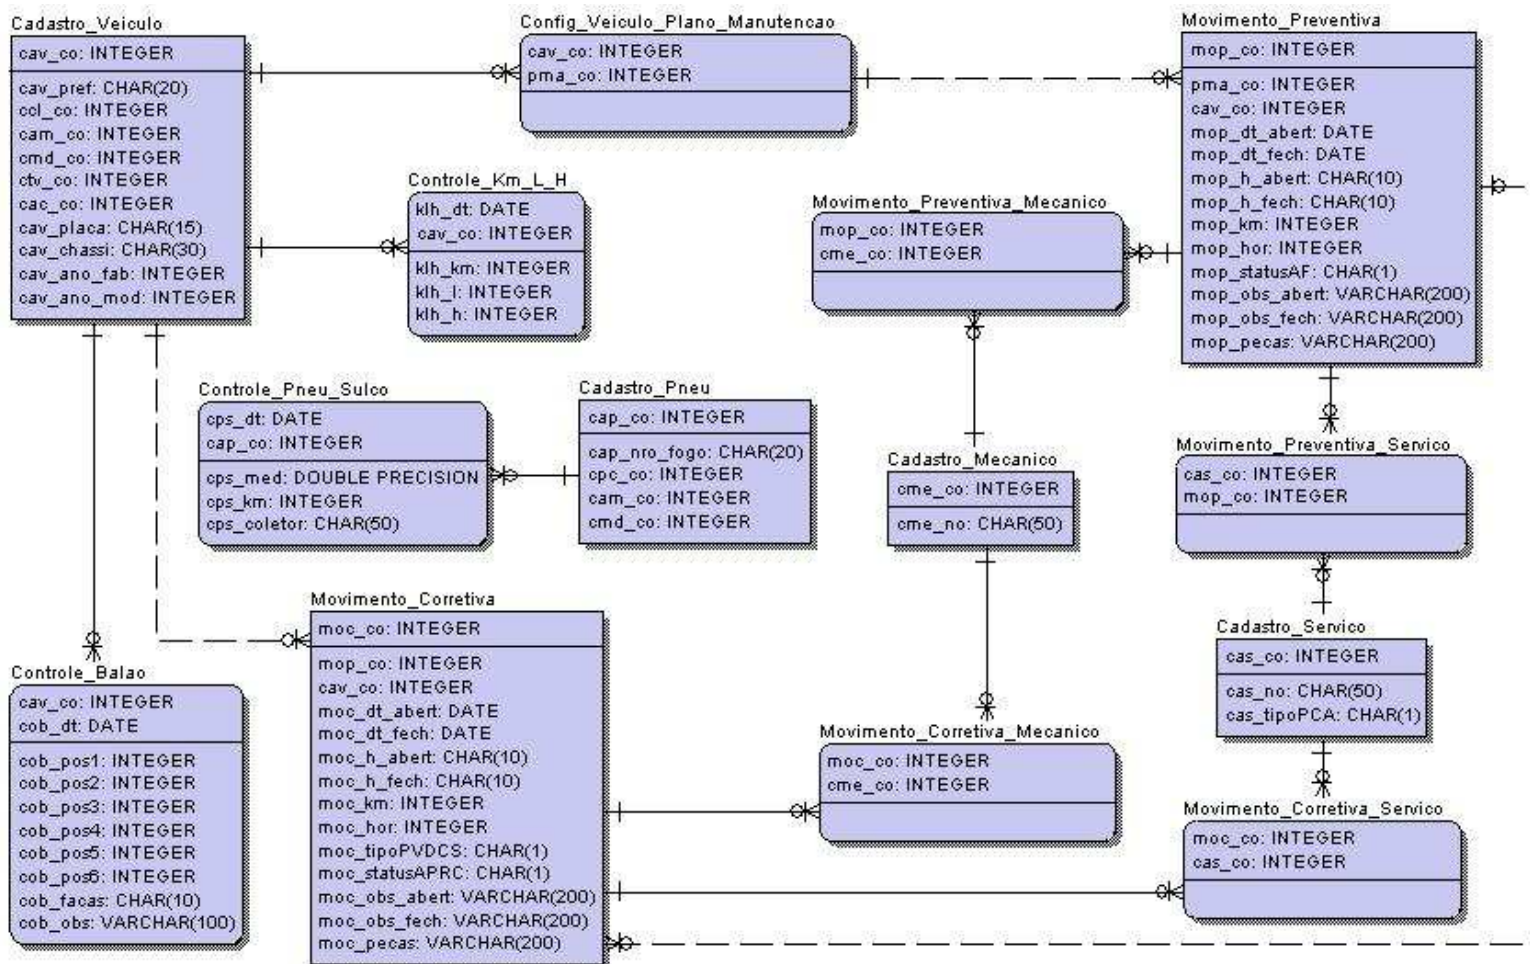 Cadastro_Veiculo
cav_co: INTEGER
cav_pref: CHAR(20)
ccl_co: INTEGER
cam_co: INTEGER
cmd_co: INTEGER
ctv_co: INTEGER
cac_co: INTEGER
cav_placa: CHAR(15)
cav_chassi: CHAR(30)
cav_ano_fab: INTEGER
cav_ano_mod: INTEGER
Config_Veiculo_Plano_Manutencao
cav_co: INTEGER
pma_co: INTEGER
Movimento_Preventiva
mop_co: INTEGER
pma_co: INTEGER
cav_co: INTEGER
mop_dt_abert: DATE
mop_dt_fech: DATE
mop_h_abert: CHAR(10)
mop_h_fech: CHAR(10)
mop_km: INTEGER
mop_hor: INTEGER
mop_statusAF: CHAR(1)
mop_obs_abert: VARCHAR(200)
mop_obs_fech: VARCHAR(200)
mop_pecas: VARCHAR(200)
Controle_Km_L_H
klh_dt: DATE
cav_co: INTEGER
klh_km: INTEGER
klh_l: INTEGER
klh_h: INTEGER
Movimento_Preventiva_Mecanico
mop_co: INTEGER
cme_co: INTEGER
Controle_Pneu_Sulco
cps_dt: DATE
cap_co: INTEGER
cps_med: DOUBLE PRECISION
cps_km: INTEGER
cps_coletor: CHAR(50)
Cadastro_Pneu
cap_co: INTEGER
cap_nro_fogo: CHAR(20)
cpc_co: INTEGER
cam_co: INTEGER
cmd_co: INTEGER
Cadastro_Mecanico
cme_co: INTEGER
cme_no: CHAR(50)
Movimento_Preventiva_Servico
cas_co: INTEGER
mop_co: INTEGER
Movimento_Corretiva
moc_co: INTEGER
mop_co: INTEGER
cav_co: INTEGER
moc_dt_abert: DATE
moc_dt_fech: DATE
moc_h_abert: CHAR(10)
moc_h_fech: CHAR(10)
moc_km: INTEGER
moc_hor: INTEGER
moc_tipoPVDCS: CHAR(1)
moc_statusAPRC: CHAR(1)
moc_obs_abert: VARCHAR(200)
moc_obs_fech: VARCHAR(200)
moc_pecas: VARCHAR(200)
Cadastro_Servico
cas_co: INTEGER
cas_no: CHAR(50)
cas_tipoPCA: CHAR(1)
Controle_Balao
cav_co: INTEGER
cob_dt: DATE
cob_pos1: INTEGER
cob_pos2: INTEGER
cob_pos3: INTEGER
cob_pos4: INTEGER
cob_pos5: INTEGER
cob_pos6: INTEGER
cob_facas: CHAR(10)
cob_obs: VARCHAR(100)
Movimento_Corretiva_Mecanico
moc_co: INTEGER
cme_co: INTEGER
Movimento_Corretiva_Servico
moc_co: INTEGER
cas_co: INTEGER